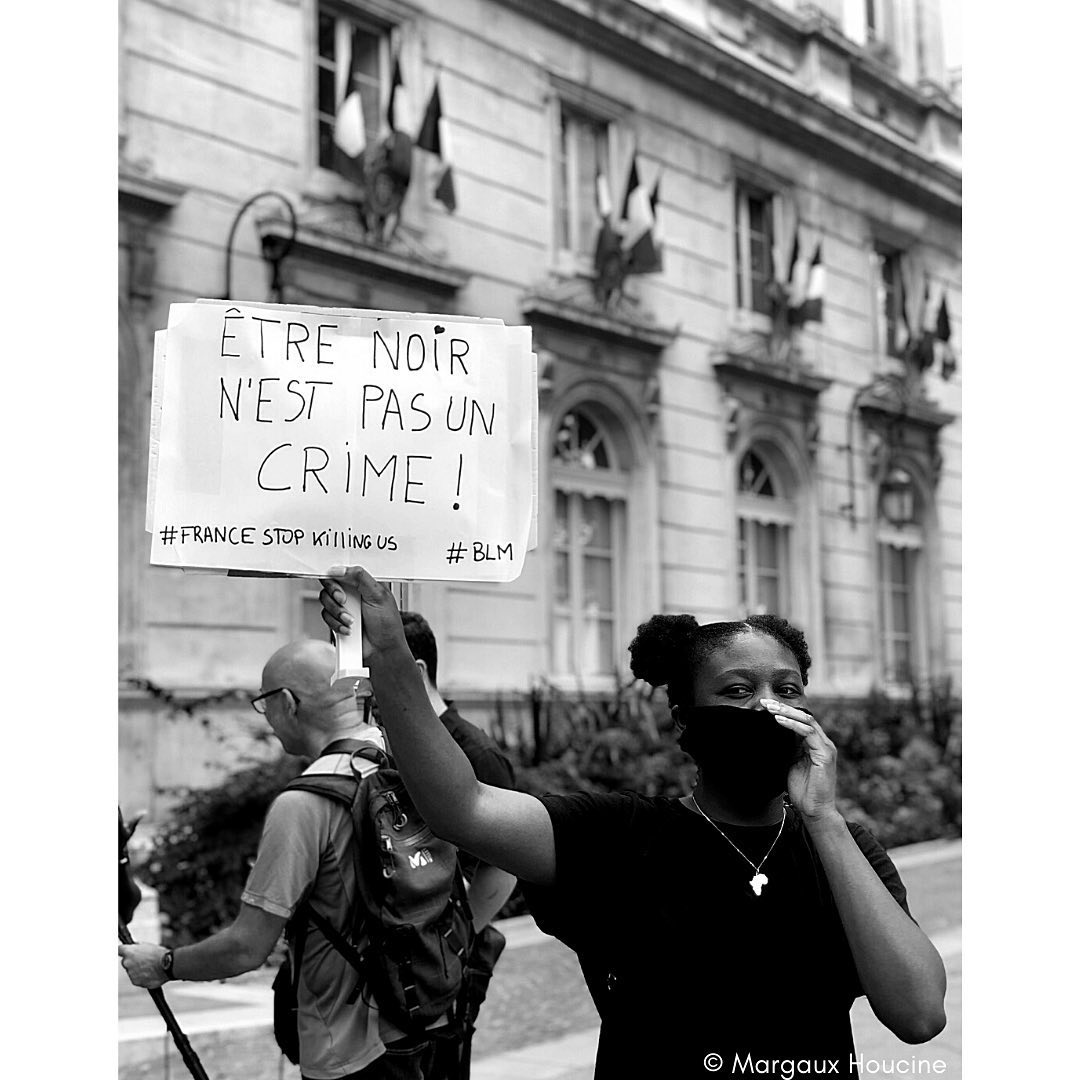 ÊTRE NOIR
N'EST PAS UN
CRIME !
#FRANCE STOP KILLING US #BLM
© Margaux Houcine